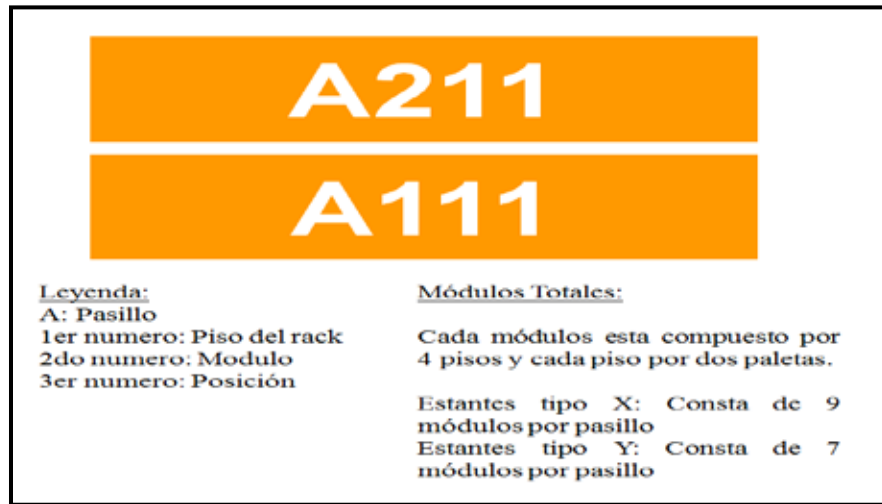 A211
A111
Leyenda:
A: Pasillo
1er numero: Piso del rack
2do numero: Modulo
3er numero: Posición
Módulos Totales:
Cada módulos esta compuesto por
4 pisos y cada piso por dos paletas.
Estantes tipo X: Consta de 9
módulos por pasillo
Estantes tipo Y: Consta de 7
módulos por pasillo